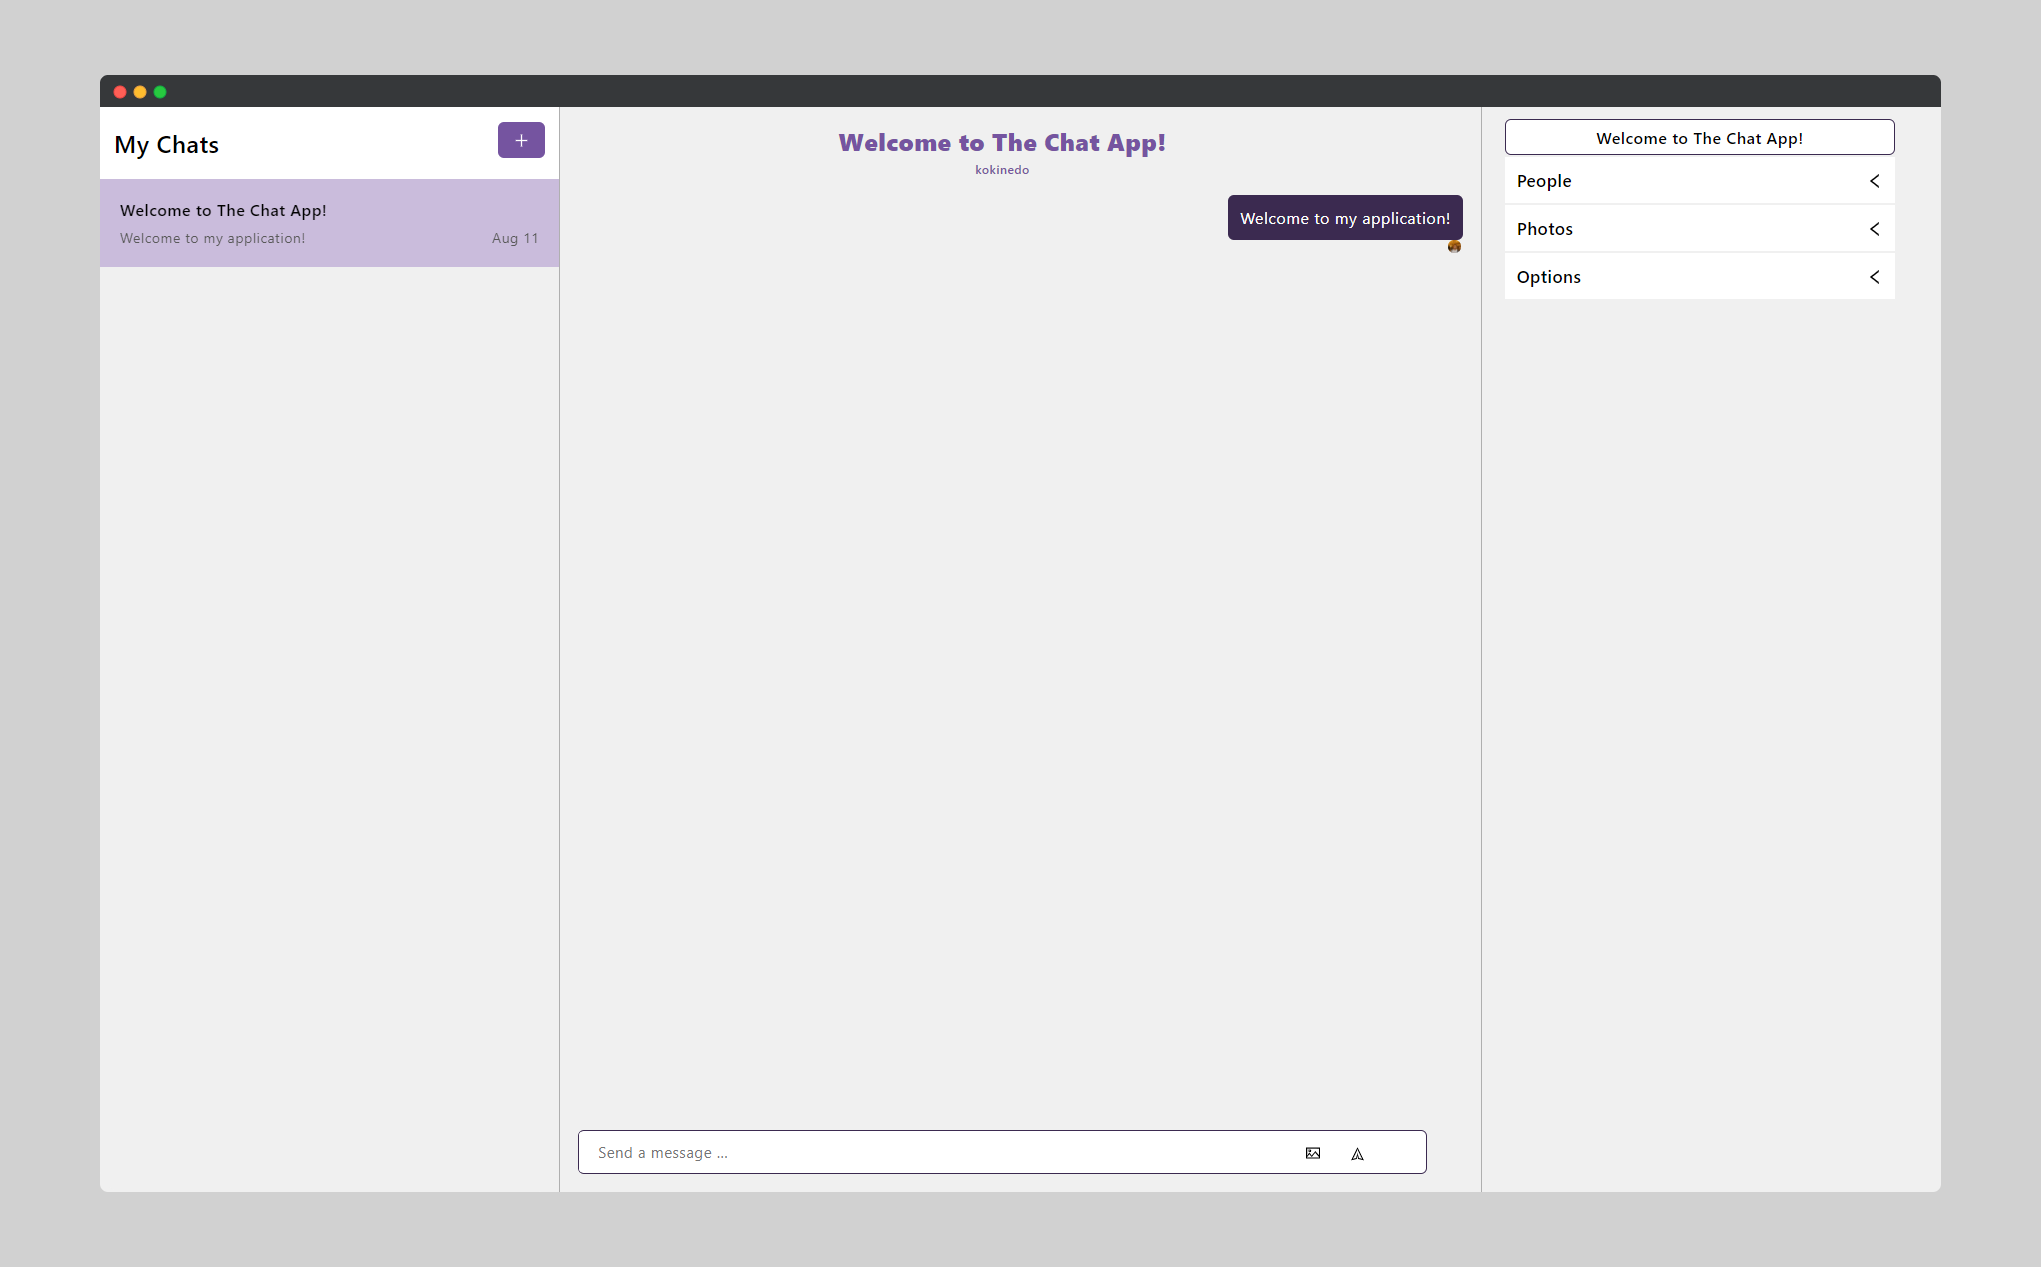 My Chats
+
Welcome to The Chat App!
Welcome to my application!
Aug 11
Welcome to The Chat App!
kokinedo
Welcome to my application!
Send a message ...
Welcome to The Chat App!
People
Photos
Options